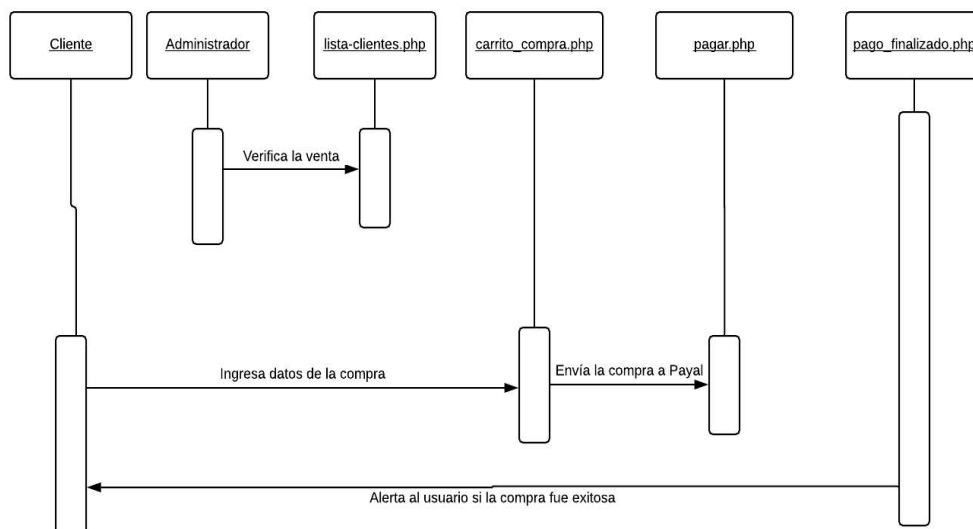 Cliente
Administrador
lista-clientes.php
carrito_compra.php
pagar.php
pago_finalizado.php
Verifica la venta
Ingresa datos de la compra
Envía la compra a Payal
Alerta al usuario si la compra fue exitosa